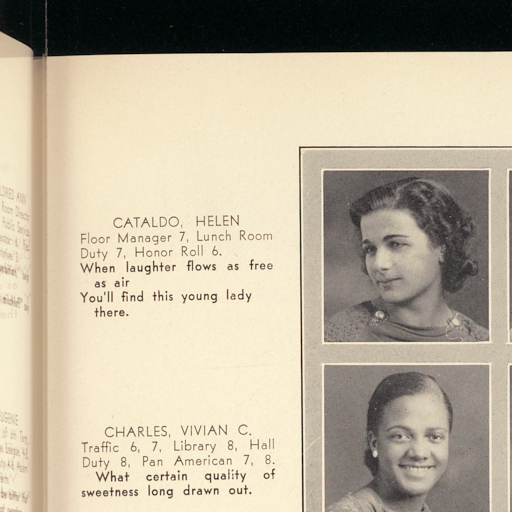 CATALDO, HELEN
Floor Manager 7, Lunch Room
Duty 7, Honor Roll 6.
When laughter flows as free
as air
You'll find this young lady
there.
CHARLES, VIVIAN C.
Traffic 6, 7, Library 8, Hall
Duty 8, Pan American 7, 8.
What certain quality of
sweetness long drawn out.